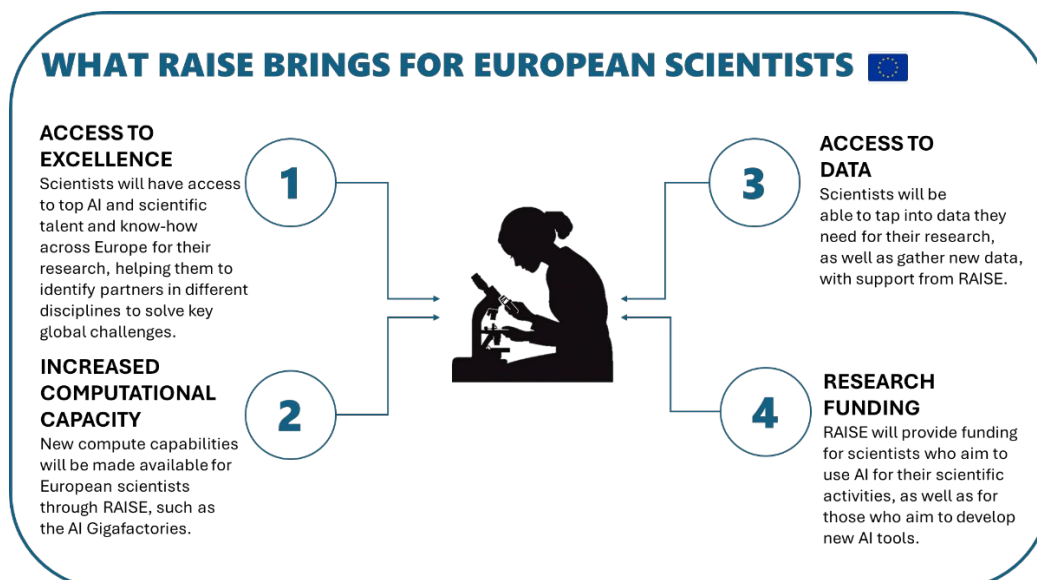 WHAT RAISE BRINGS FOR EUROPEAN SCIENTISTS
ACCESS TO
EXCELLENCE
Scientists will have access
to top AI and scientific
talent and know-how
across Europe for their
research, helping them to
identify partners in different
disciplines to solve key
global challenges.
1
INCREASED
COMPUTATIONAL
CAPACITY
New compute capabilities
will be made available for
European scientists
through RAISE, such as
the AI Gigafactories.
2
3
ACCESS TO
DATA
Scientists will be
able to tap into data they
need for their research,
as well as gather new data,
with support from RAISE.
4
RESEARCH
FUNDING
RAISE will provide funding
for scientists who aim to
use AI for their scientific
activities, as well as for
those who aim to develop
new AI tools.